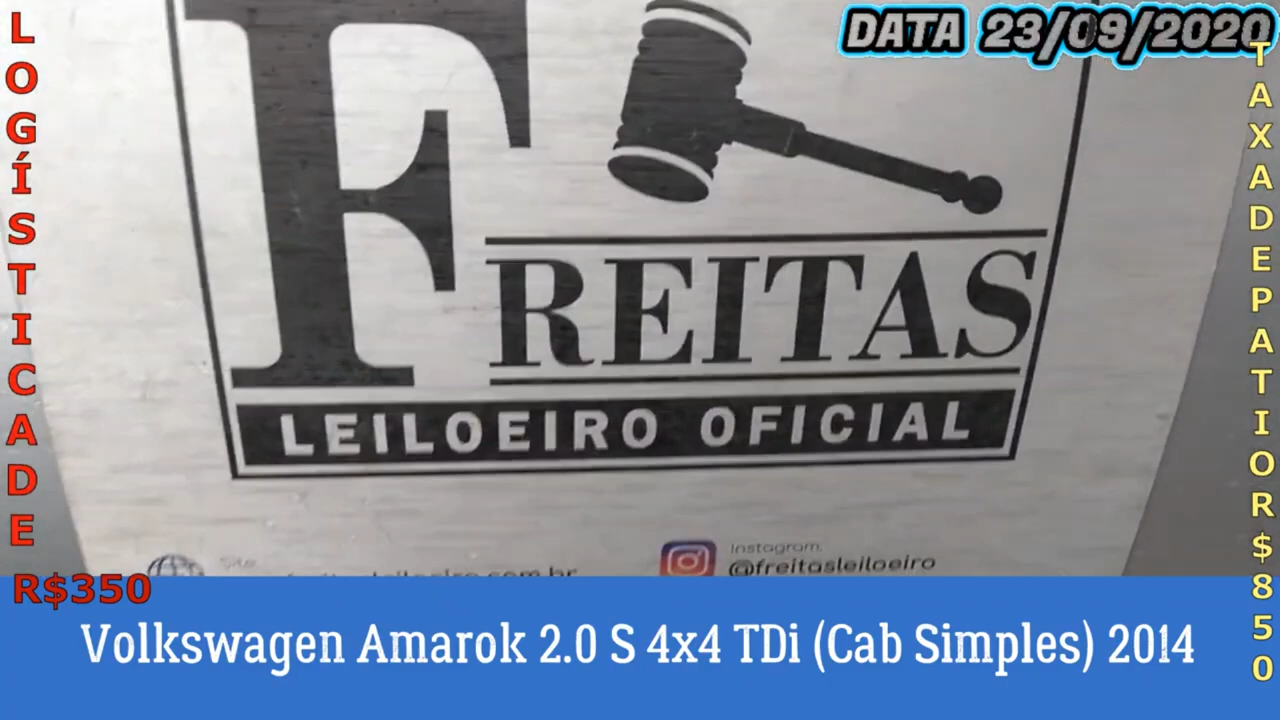 DATA 23/09/2020
LOGÍSTICA DE
R$350
TAXA DE PATIO R$850
FREITAS
LEILOEIRO OFICIAL
Site
Instagram:
@freitasleiloeiro
Volkswagen Amarok 2.0 S 4x4 TDi (Cab Simples) 2014